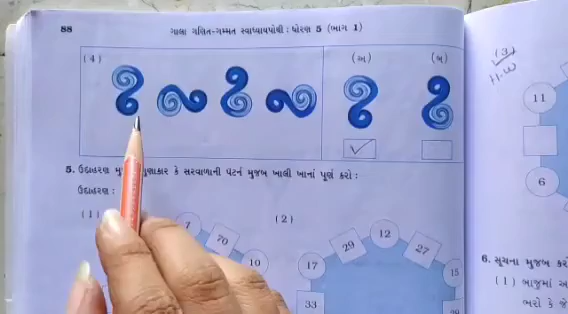 88 ગાલા ગણિત-ગમ્મત સ્વાધ્યાયપોથી : ધોરણ 5 (ભાગ 1)
(4) (અ) (બ)
5. ઉદાહરણ ગુણાકાર કે સરવાળાની પેટર્ન મુજબ ખાલી ખાનાં પૂર્ણ કરો :
ઉદાહરણ :
(1) (2)
7 70 10
17 29 12 27 15
33
H.W
11
6
6. સૂચના મુજબ કરો
(1) બાજુમાં
ભરો કે જે